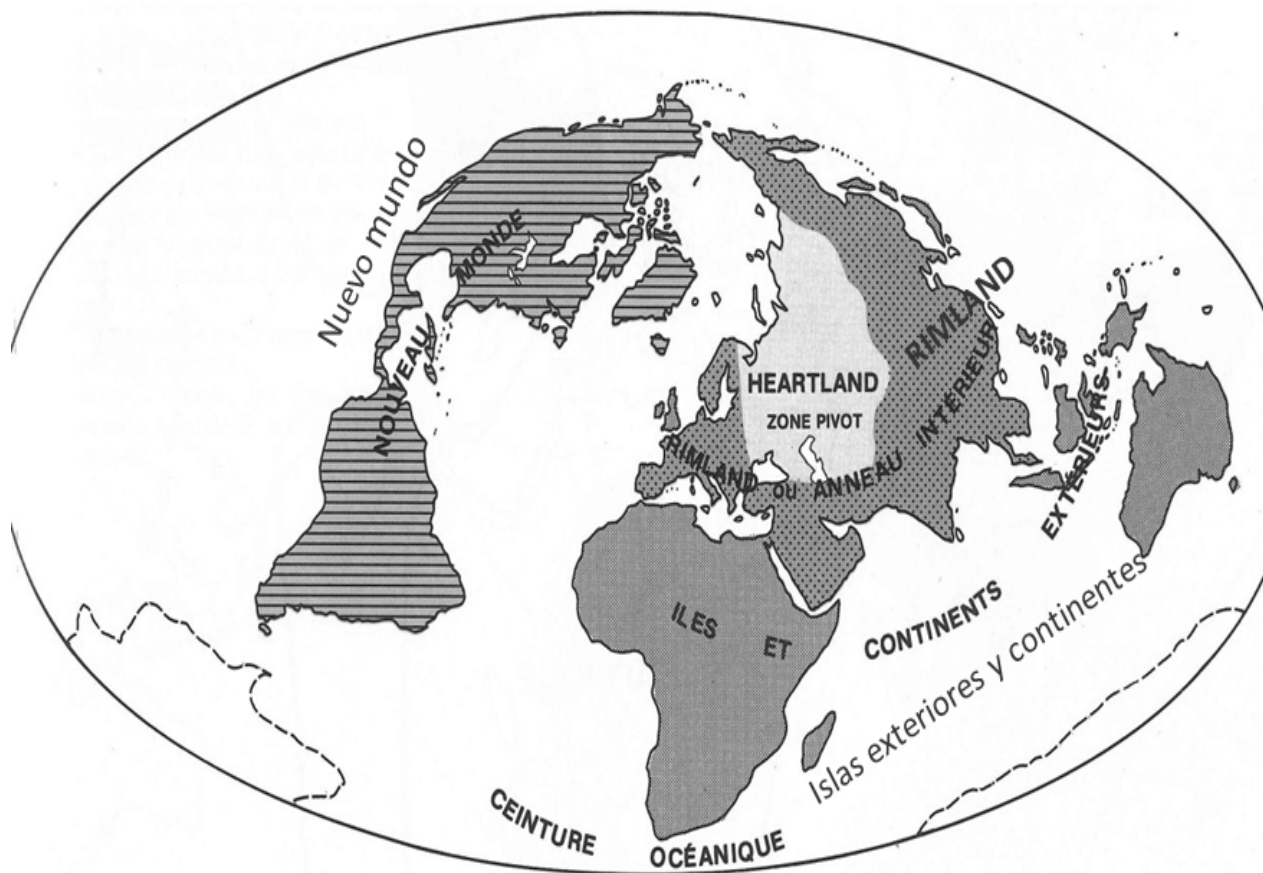 Nuevo mundo
NOUVEAU MONDE
HEARTLAND
ZONE PIVOT
RIMLAND
RIMLAND ou ANNEAU INTÉRIEUR
ILES ET CONTINENTS EXTÉRIEURS
Islas exteriores y continentes
CEINTURE OCÉANIQUE